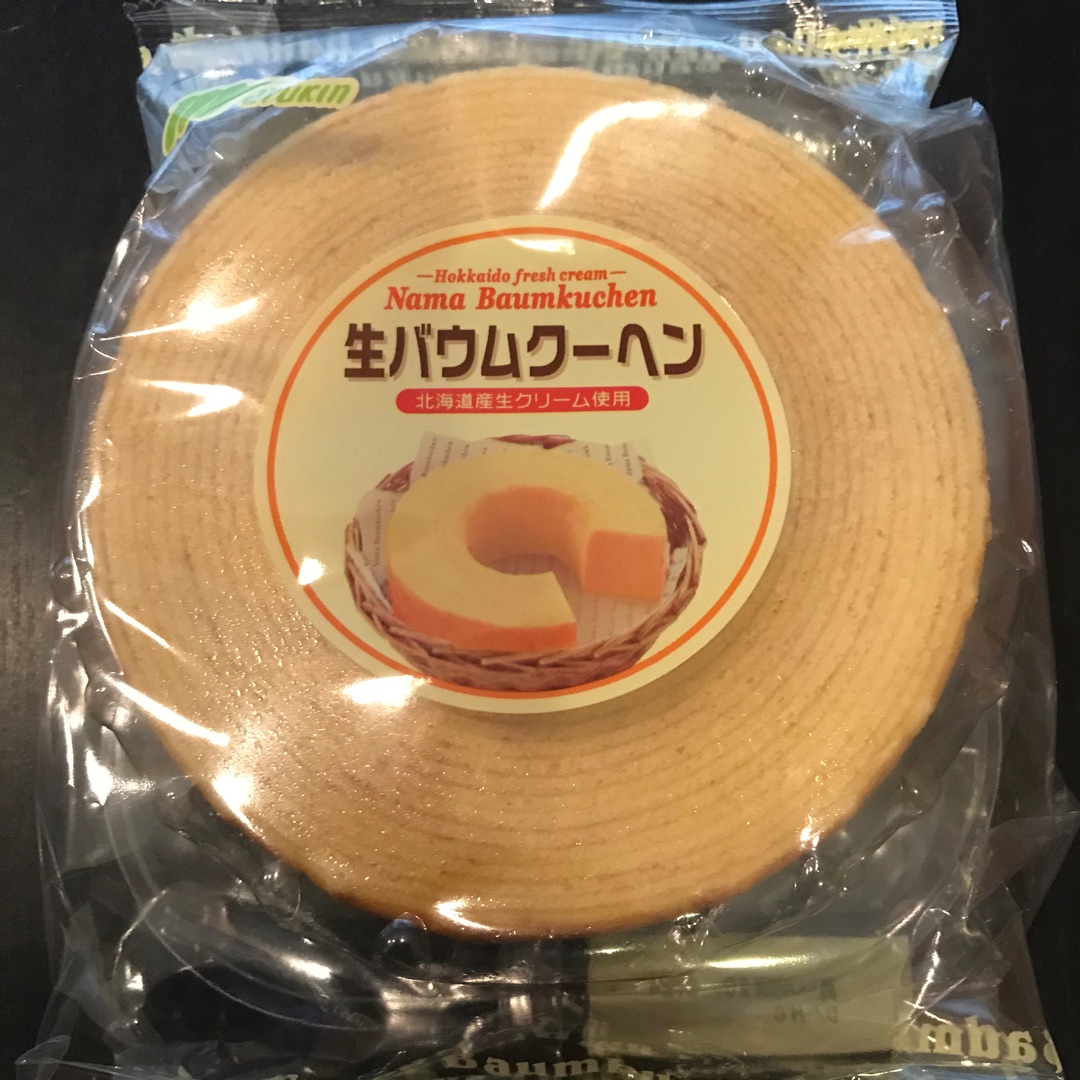 —Hokkaido fresh cream—
Nama Baumkuchen
生バウムクーヘン
北海道産生クリーム使用